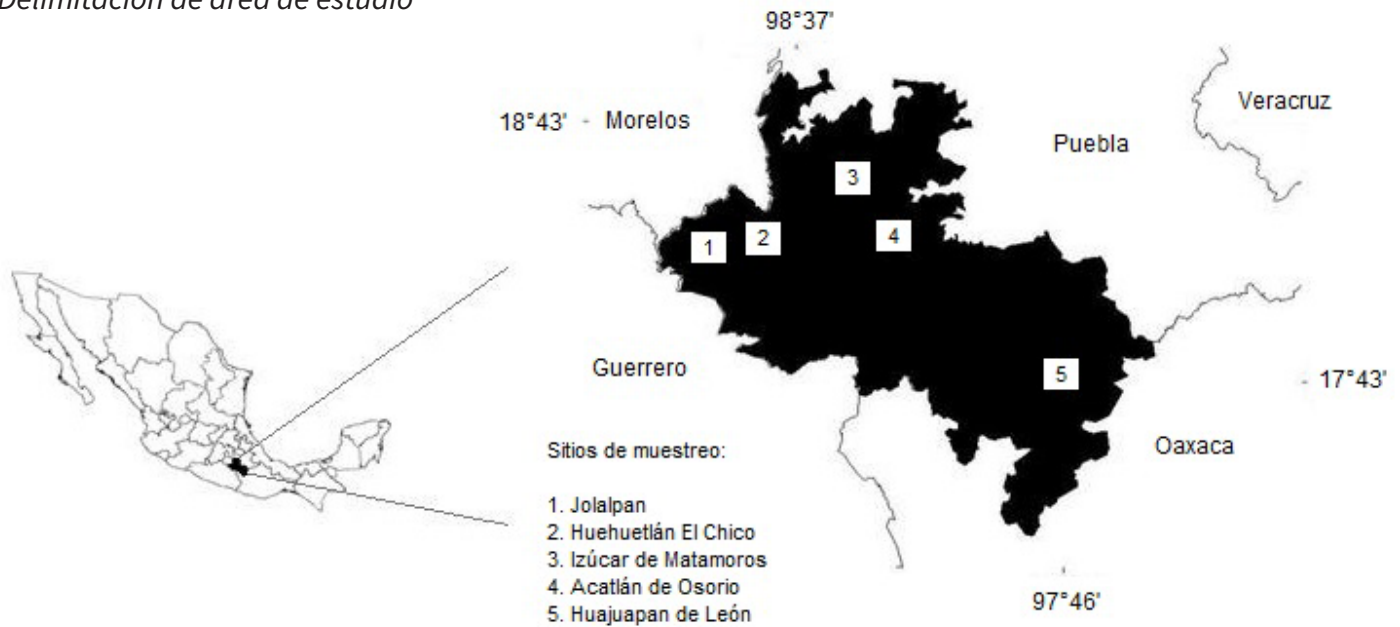 Delimitación de área de estudio
98°37'
18°43' - Morelos
Veracruz
Puebla
3
1
2
4
Guerrero
5
- 17°43'
Oaxaca
Sitios de muestreo:
1. Jolalpan
2. Huehuetlán El Chico
3. Izúcar de Matamoros
4. Acatlán de Osorio
5. Huajuapan de León
97°46'